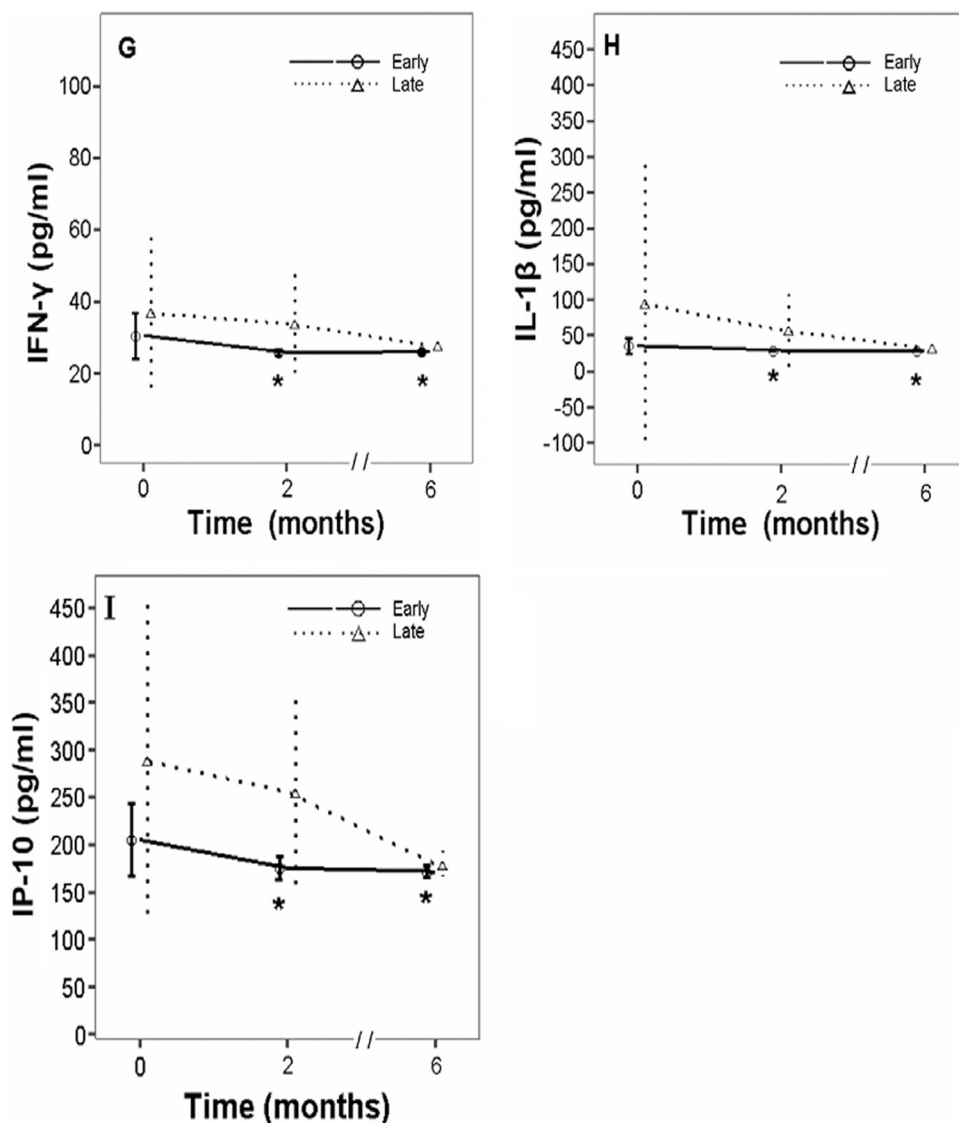 G
Early
Late
IFN-γ (pg/ml)
100
80
60
40
20
0
*
*
//
0 2 6
Time (months)
H
Early
Late
IL-1β (pg/ml)
450
400
350
300
250
200
150
100
50
0
-50
-100
*
*
//
0 2 6
Time (months)
I
Early
Late
IP-10 (pg/ml)
450
400
350
300
250
200
150
100
50
0
*
*
//
0 2 6
Time (months)